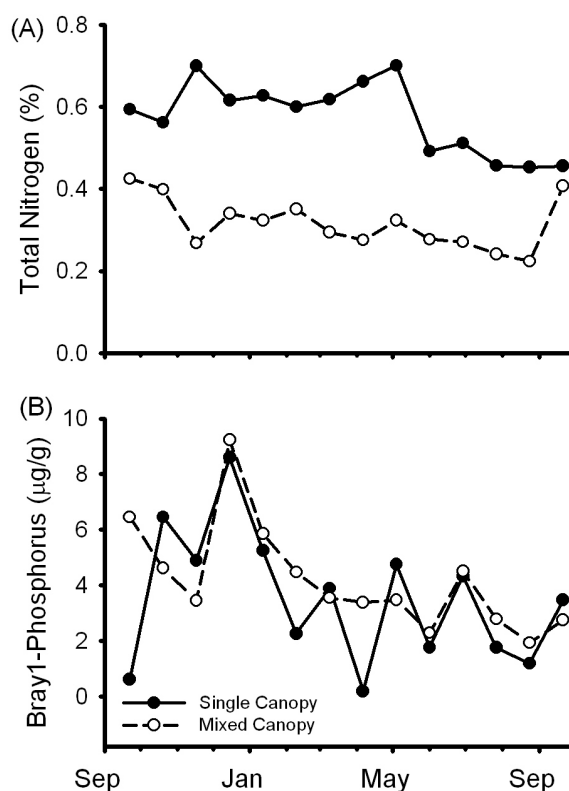 (A)
0.8
0.6
0.4
0.2
0.0
Total Nitrogen (%)
(B)
10
8
6
4
2
0
Bray1-Phosphorus (µg/g)
Single Canopy
Mixed Canopy
Sep Jan May Sep